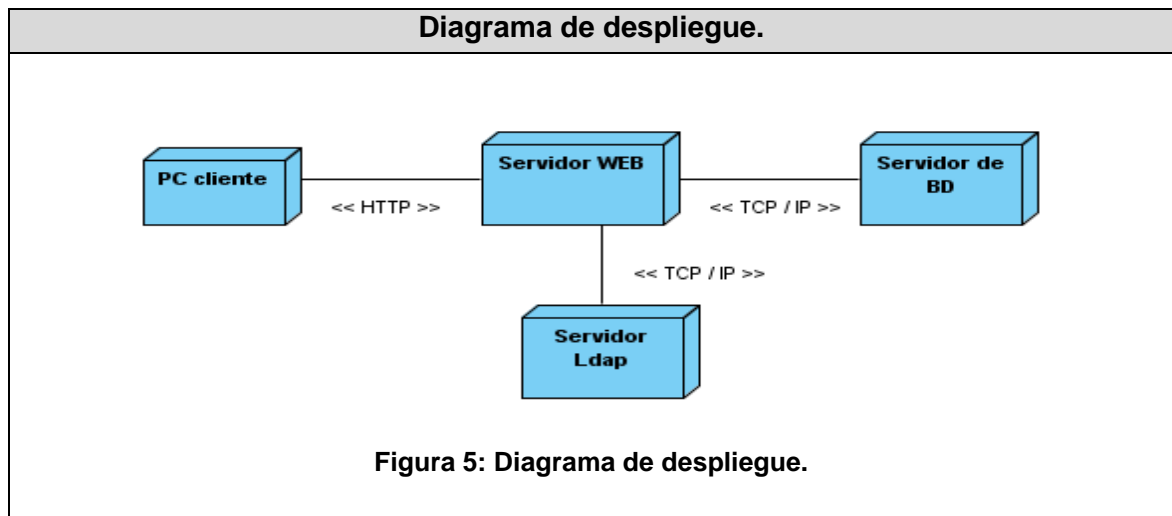 Diagrama de despliegue.
PC cliente
<< HTTP >>
Servidor WEB
<< TCP / IP >>
Servidor de
BD
<< TCP / IP >>
Servidor
Ldap
Figura 5: Diagrama de despliegue.